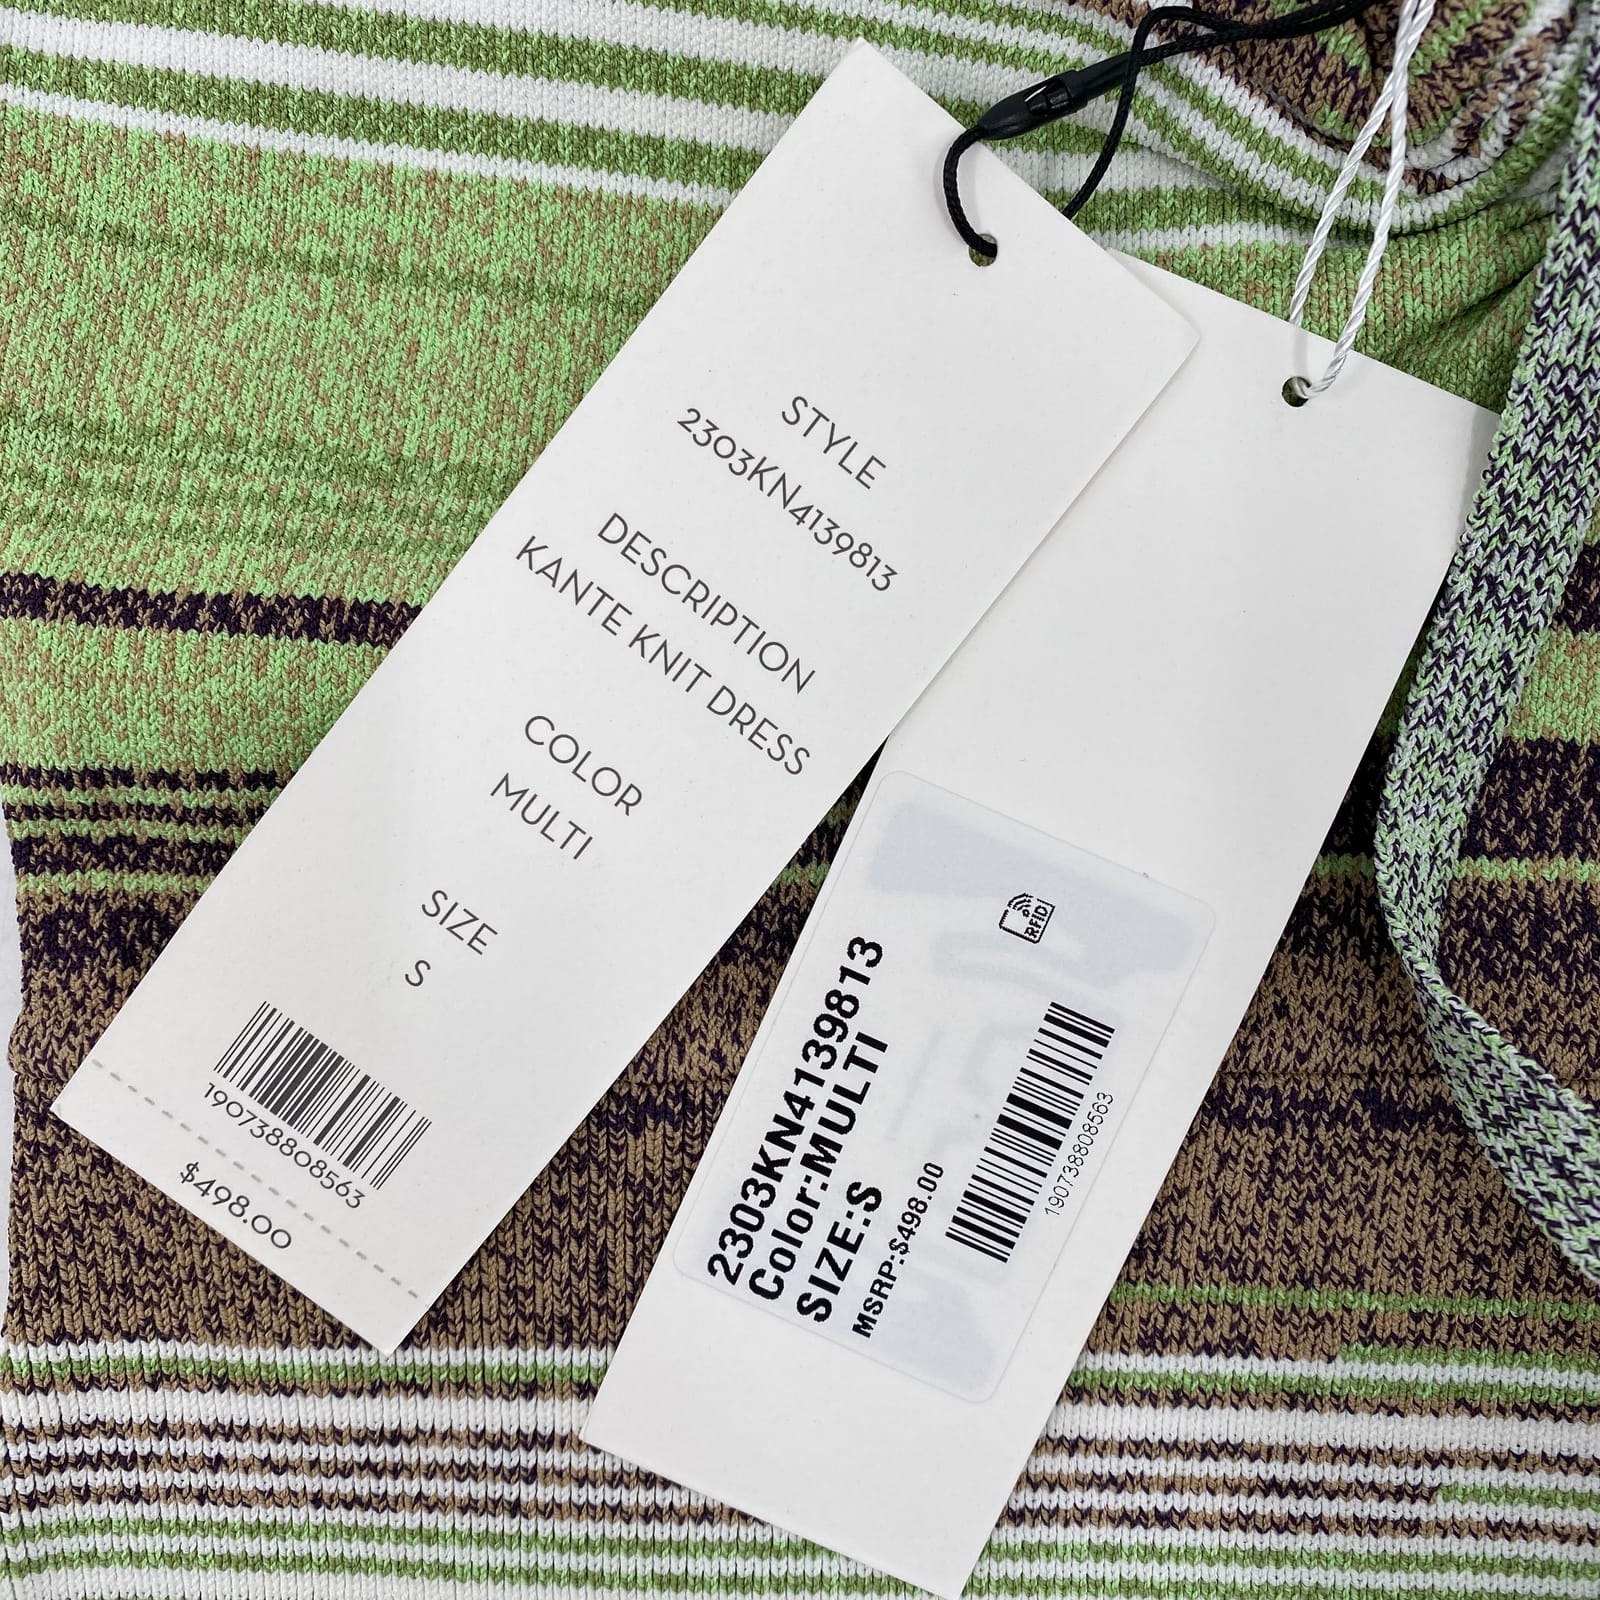 STYLE
2303KN4139813
DESCRIPTION
KANTE KNIT DRESS
COLOR
MULTI
SIZE
S
190738808563
$498.00
RFID
2303KN4139813
Color:MULTI
SIZE:S
MSRP:$498.00
190738808563